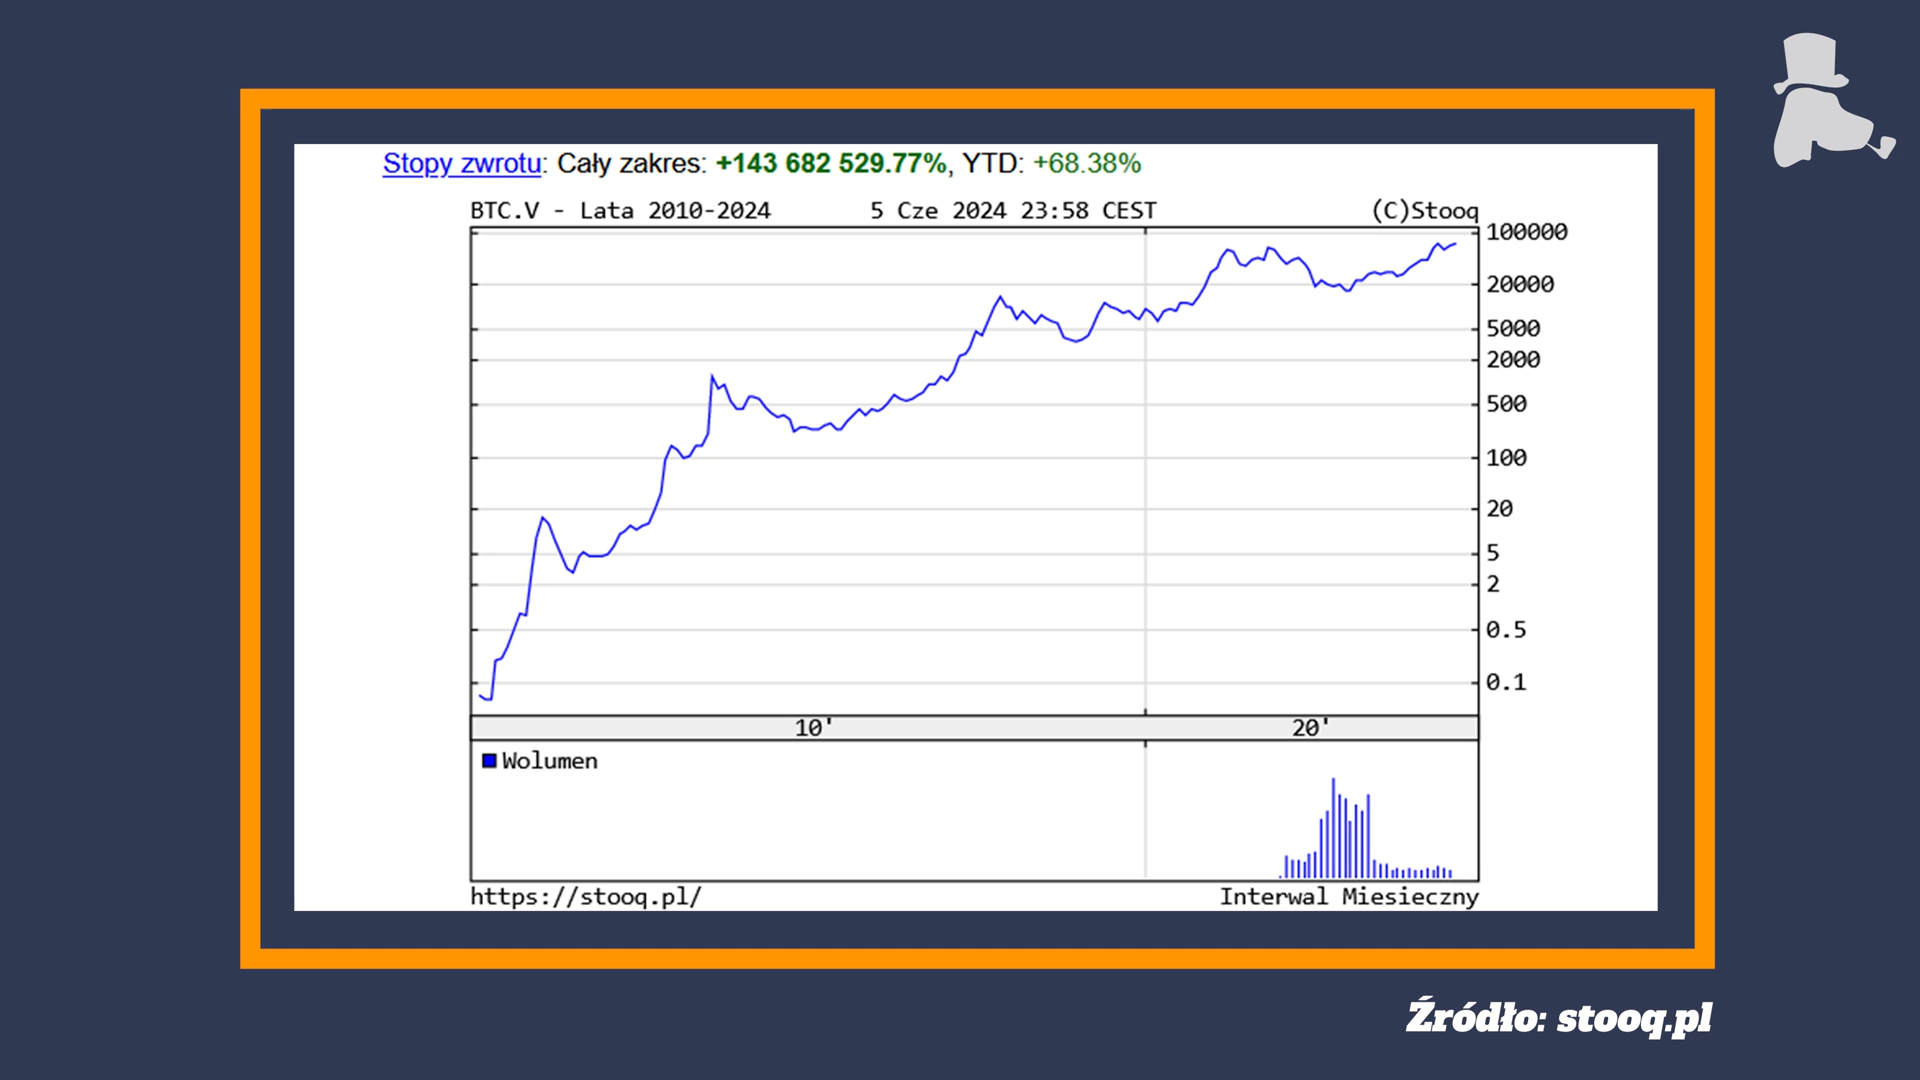 Stopy zwrotu: Cały zakres: +143 682 529.77%, YTD: +68.38%
BTC.V - Lata 2010-2024 5 Cze 2024 23:58 CEST (C)Stooq
100000
20000
5000
2000
500
100
20
5
2
0.5
0.1
10' 20'
Wolumen
https://stooq.pl/ Interwal Miesieczny
Źródło: stooq.pl